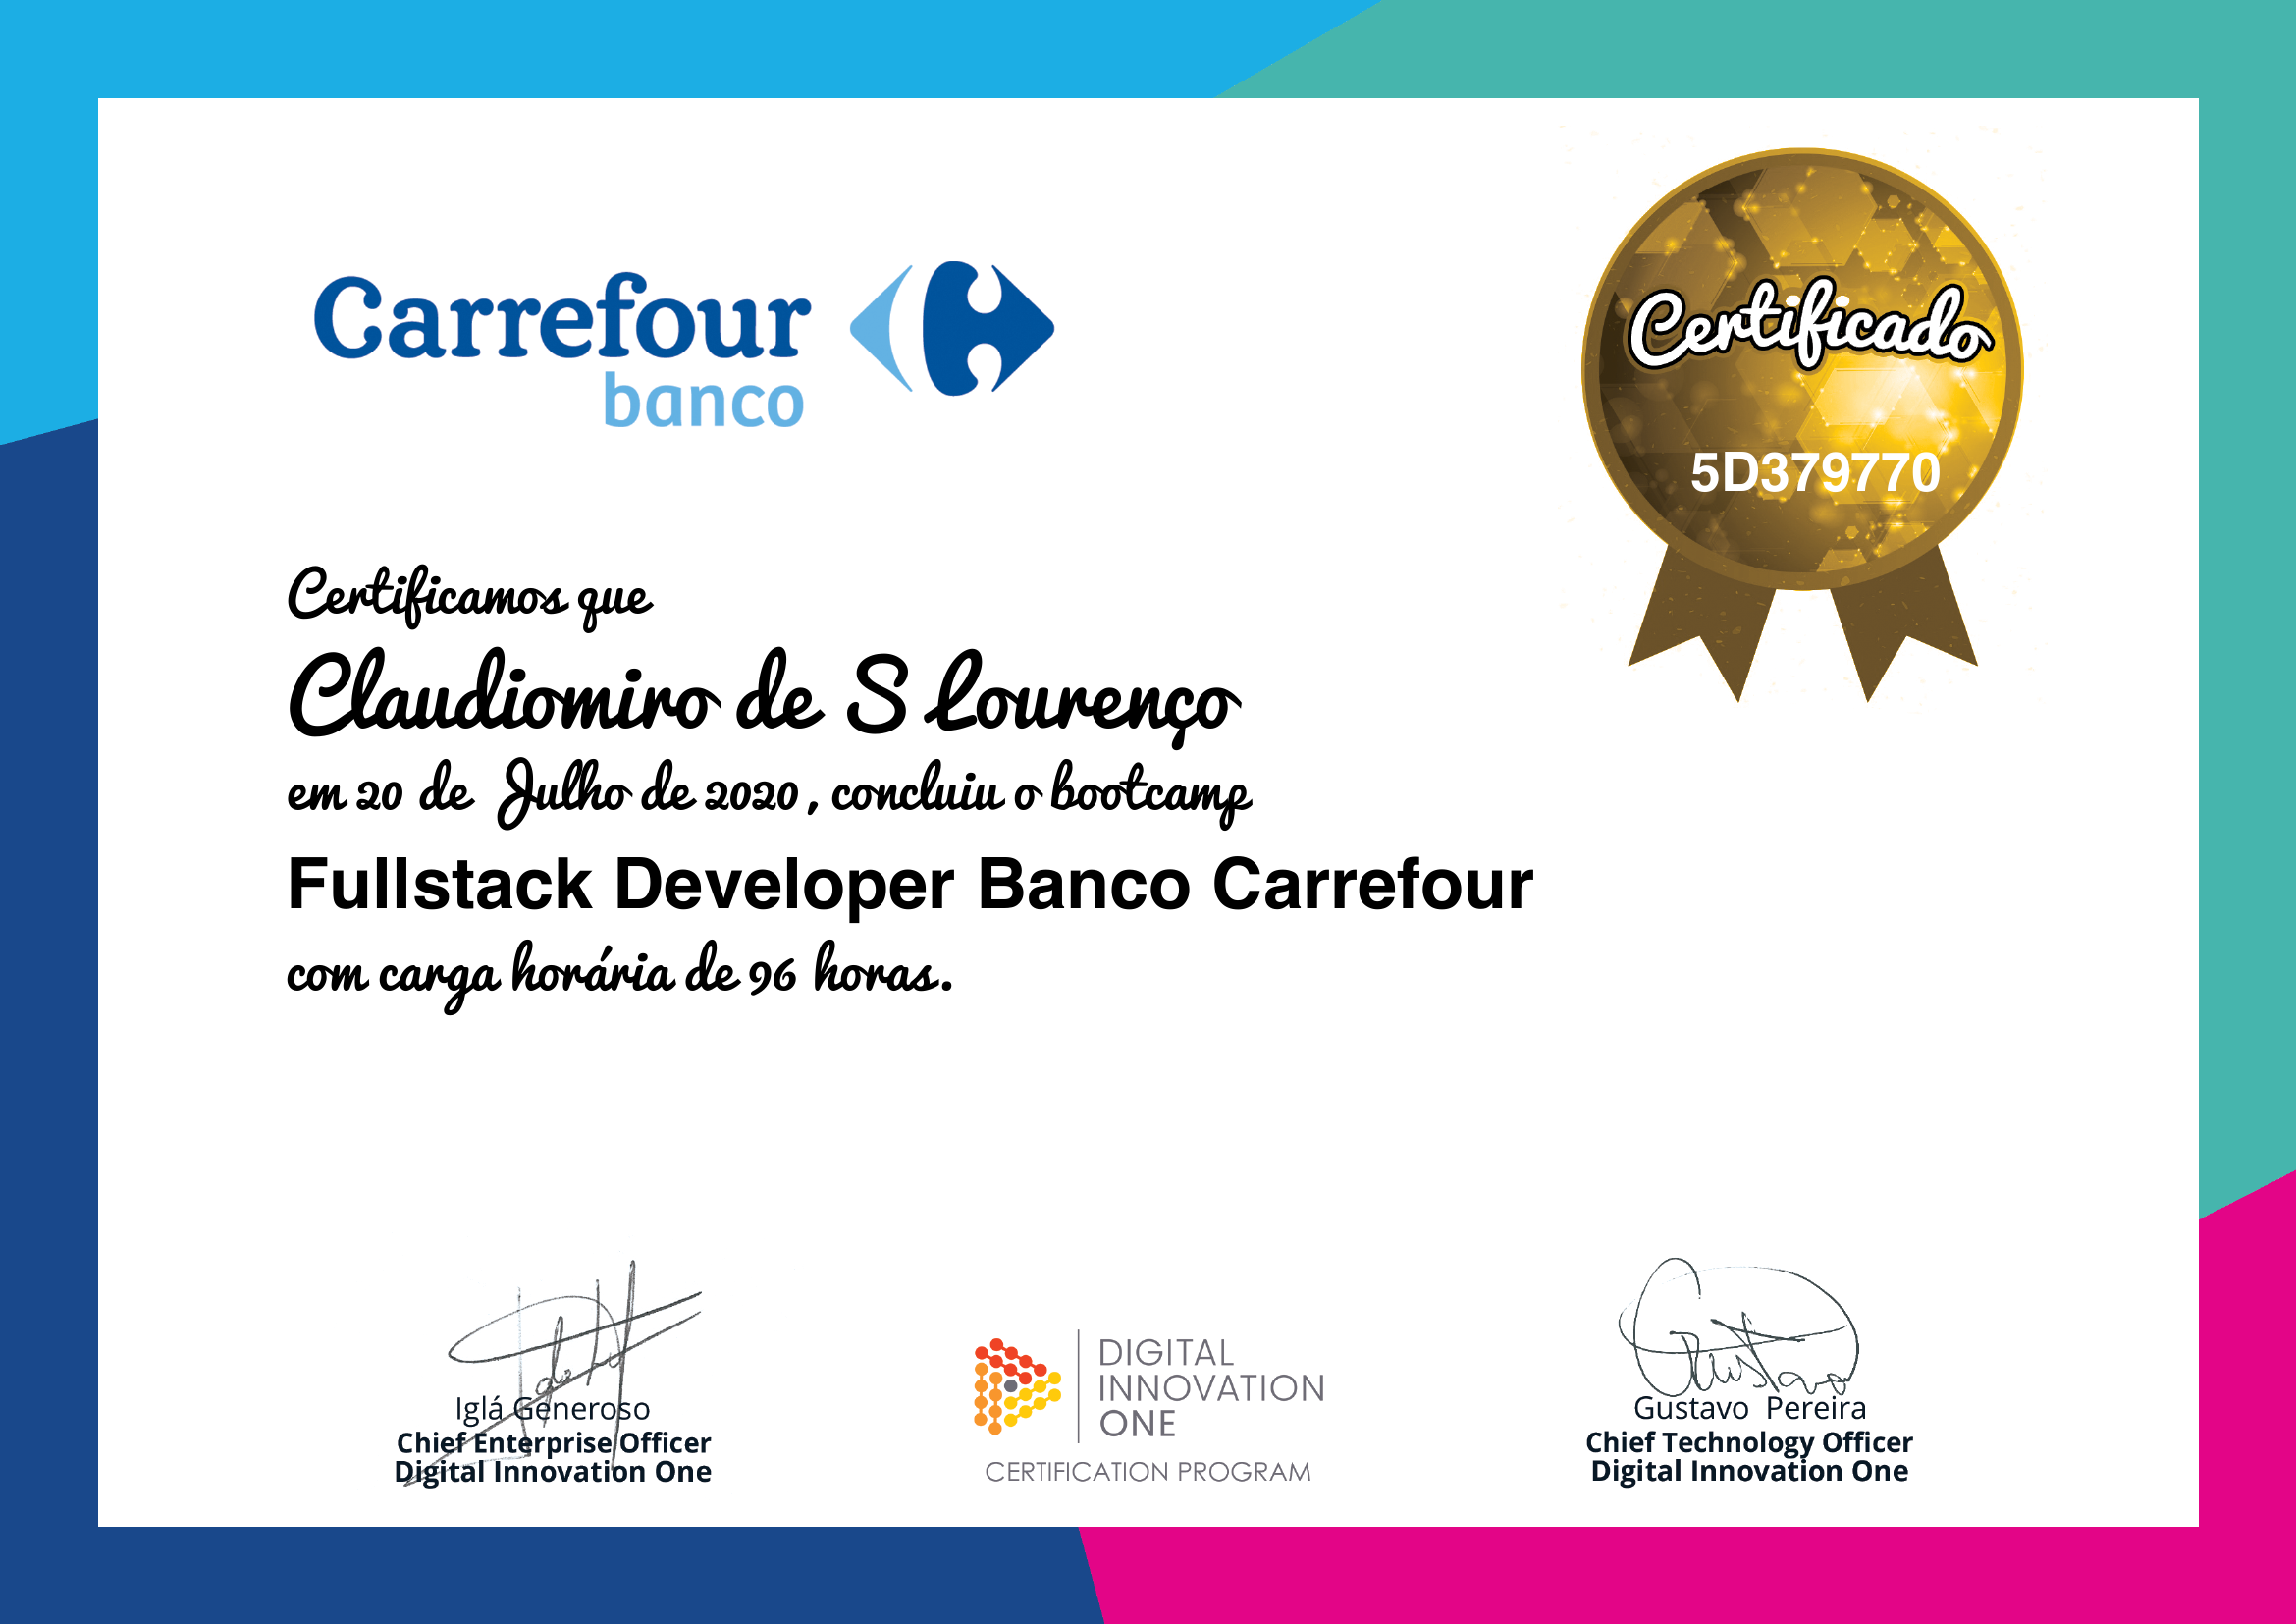 Carrefour
banco
Certificado
5D379770
Certificamos que
Claudiomiro de S Lourenço
em 20 de Julho de 2020 , concluiu o bootcamp
Fullstack Developer Banco Carrefour
com carga horária de 96 horas.
Iglá Generoso
Chief Enterprise Officer
Digital Innovation One
DIGITAL
INNOVATION
ONE
CERTIFICATION PROGRAM
Gustavo
Gustavo Pereira
Chief Technology Officer
Digital Innovation One